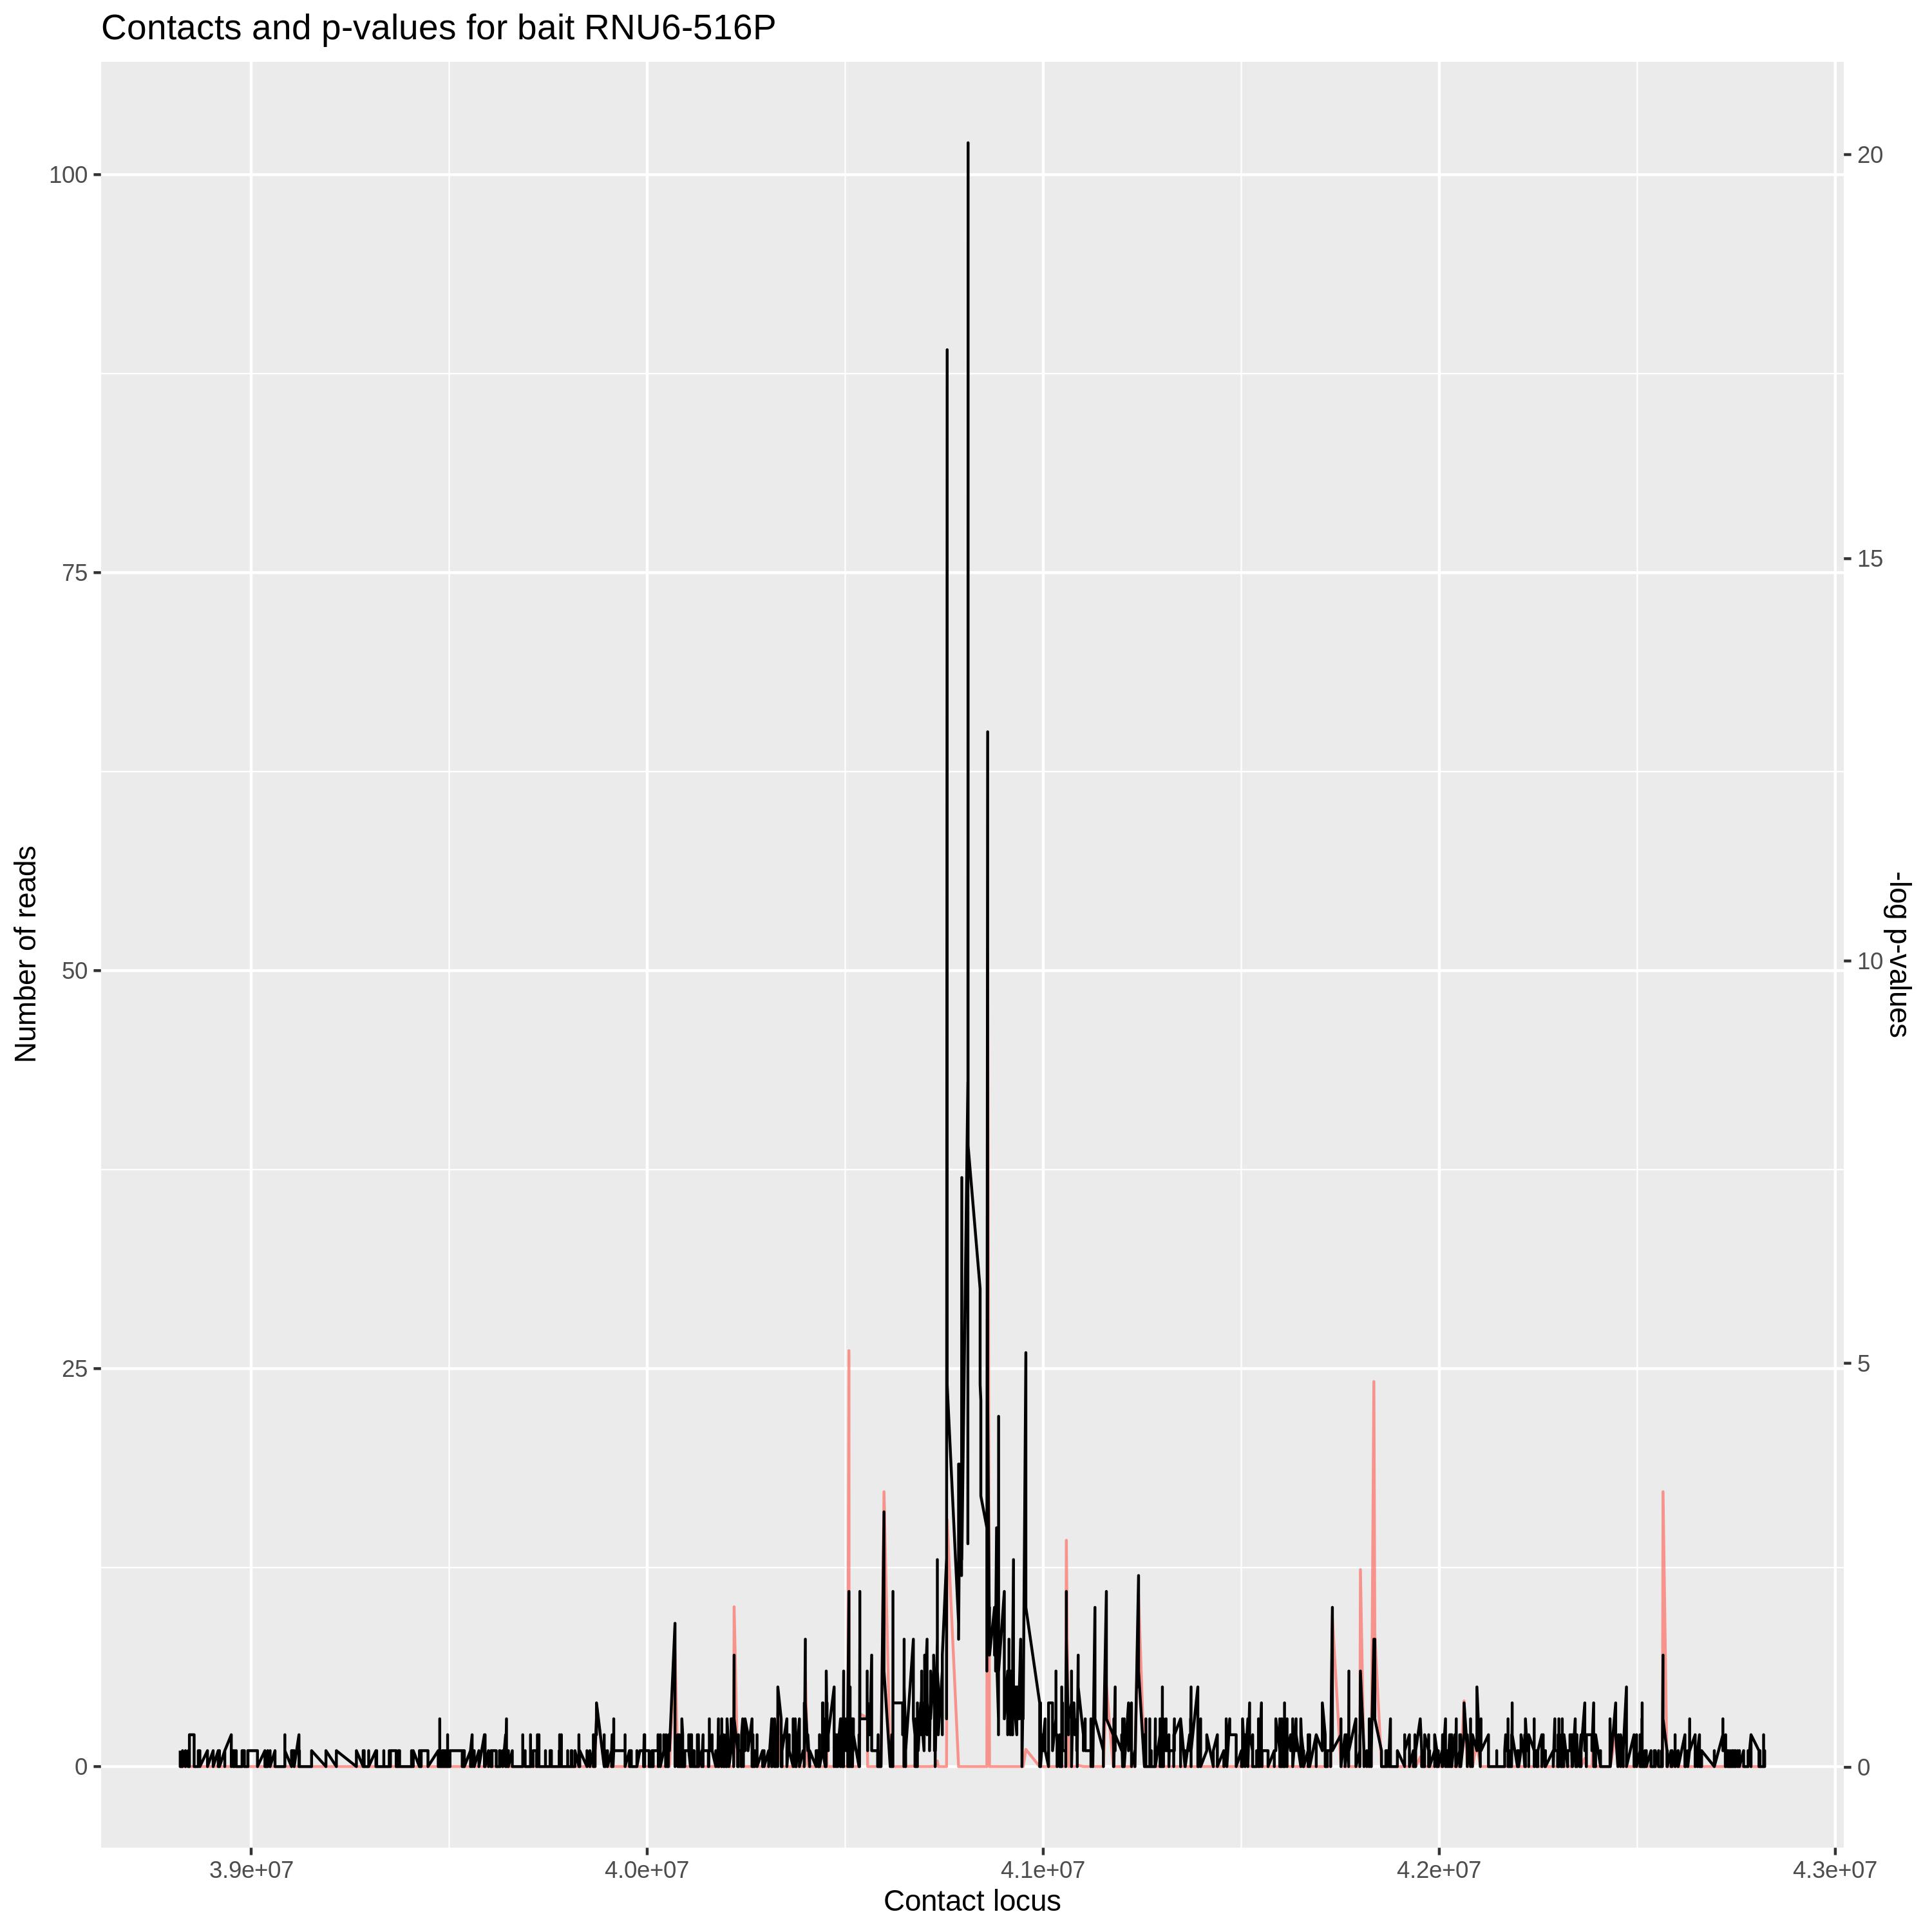 Contacts and p-values for bait RNU6-516P
100
75
50
25
0
20
15
10
5
0
Number of reads
-log p-values
3.9e+07
4.0e+07
4.1e+07
4.2e+07
4.3e+07
Contact locus